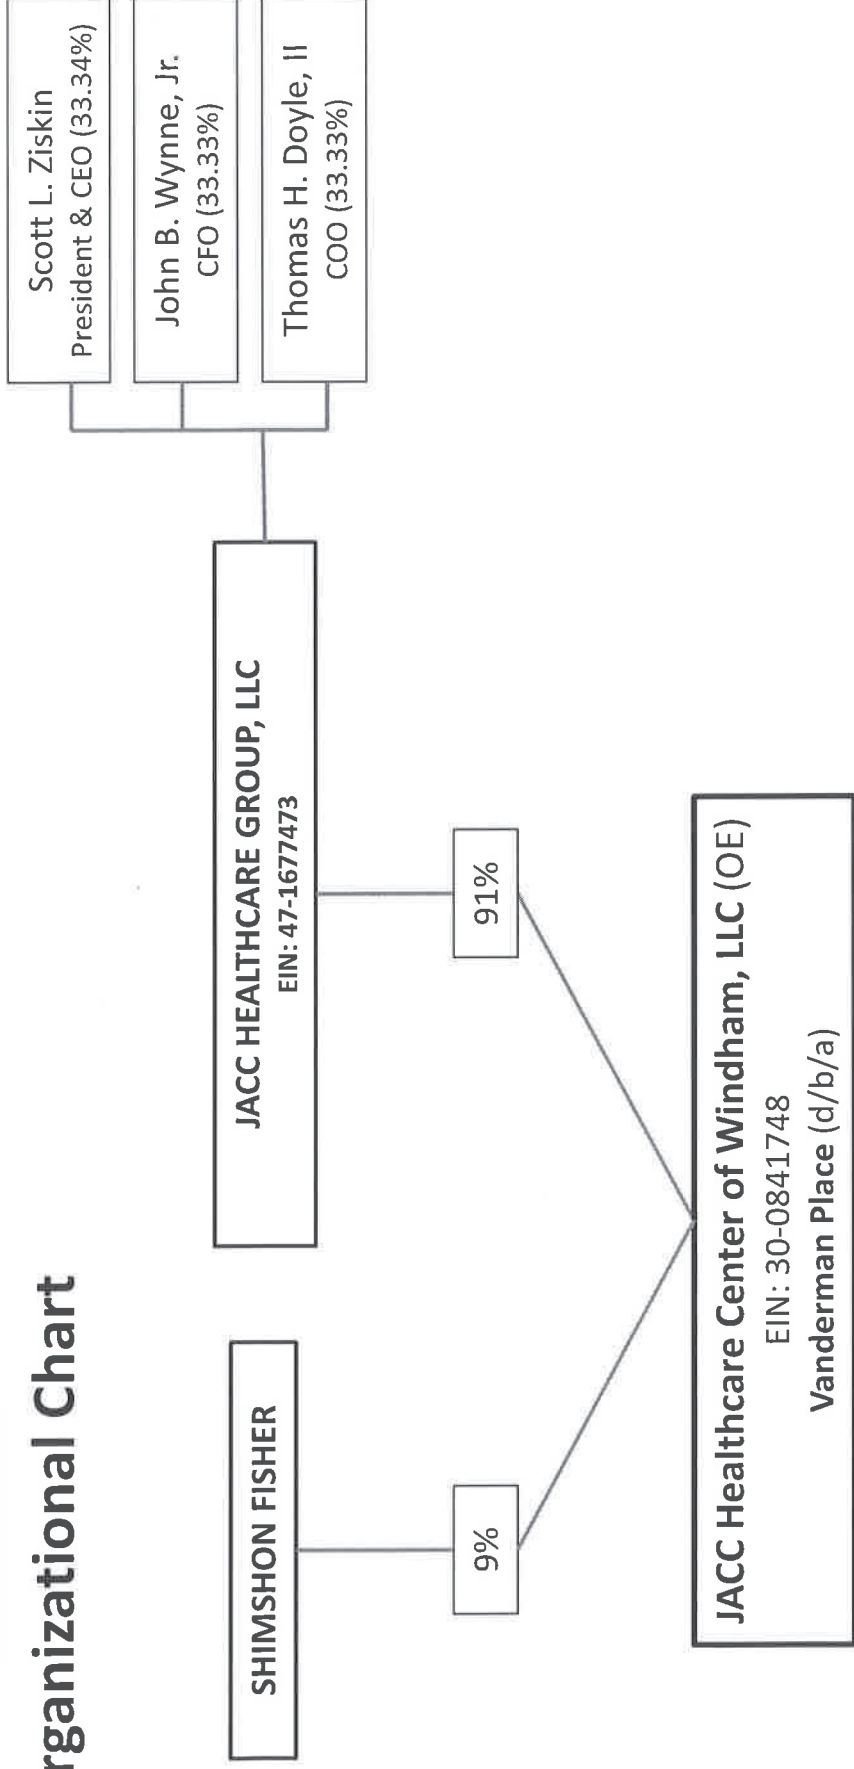 rganizational Chart
Scott L. Ziskin
President & CEO (33.34%)
John B. Wynne, Jr.
CFO (33.33%)
Thomas H. Doyle, II
COO (33.33%)
SHIMSHON FISHER
JACC HEALTHCARE GROUP, LLC
EIN: 47-1677473
9%
91%
JACC Healthcare Center of Windham, LLC (OE)
EIN: 30-0841748
Vanderman Place (d/b/a)